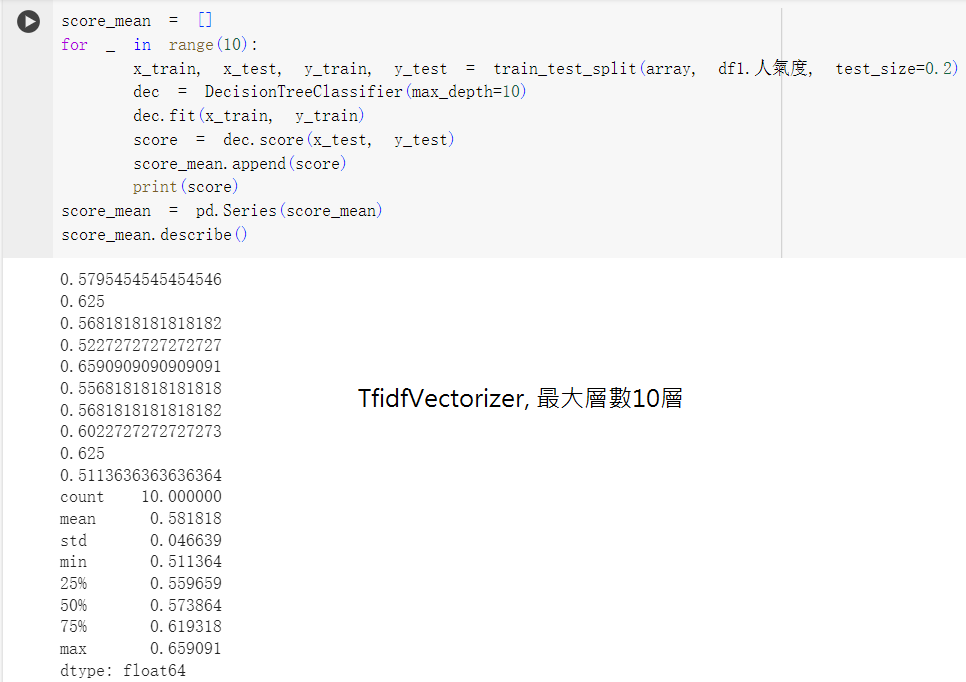 score_mean = []
for _ in range(10):
x_train, x_test, y_train, y_test = train_test_split(array, df1.人氣度, test_size=0.2)
dec = DecisionTreeClassifier(max_depth=10)
dec.fit(x_train, y_train)
score = dec.score(x_test, y_test)
score_mean.append(score)
print(score)
score_mean = pd.Series(score_mean)
score_mean.describe()
0.5795454545454546
0.625
0.5681818181818182
0.5227272727272727
0.6590909090909091
0.5568181818181818
0.5681818181818182
0.6022727272727273
0.625
0.5113636363636364
TfidfVectorizer, 最大層數10層
count 10.000000
mean 0.581818
std 0.046639
min 0.511364
25% 0.559659
50% 0.573864
75% 0.619318
max 0.659091
dtype: float64